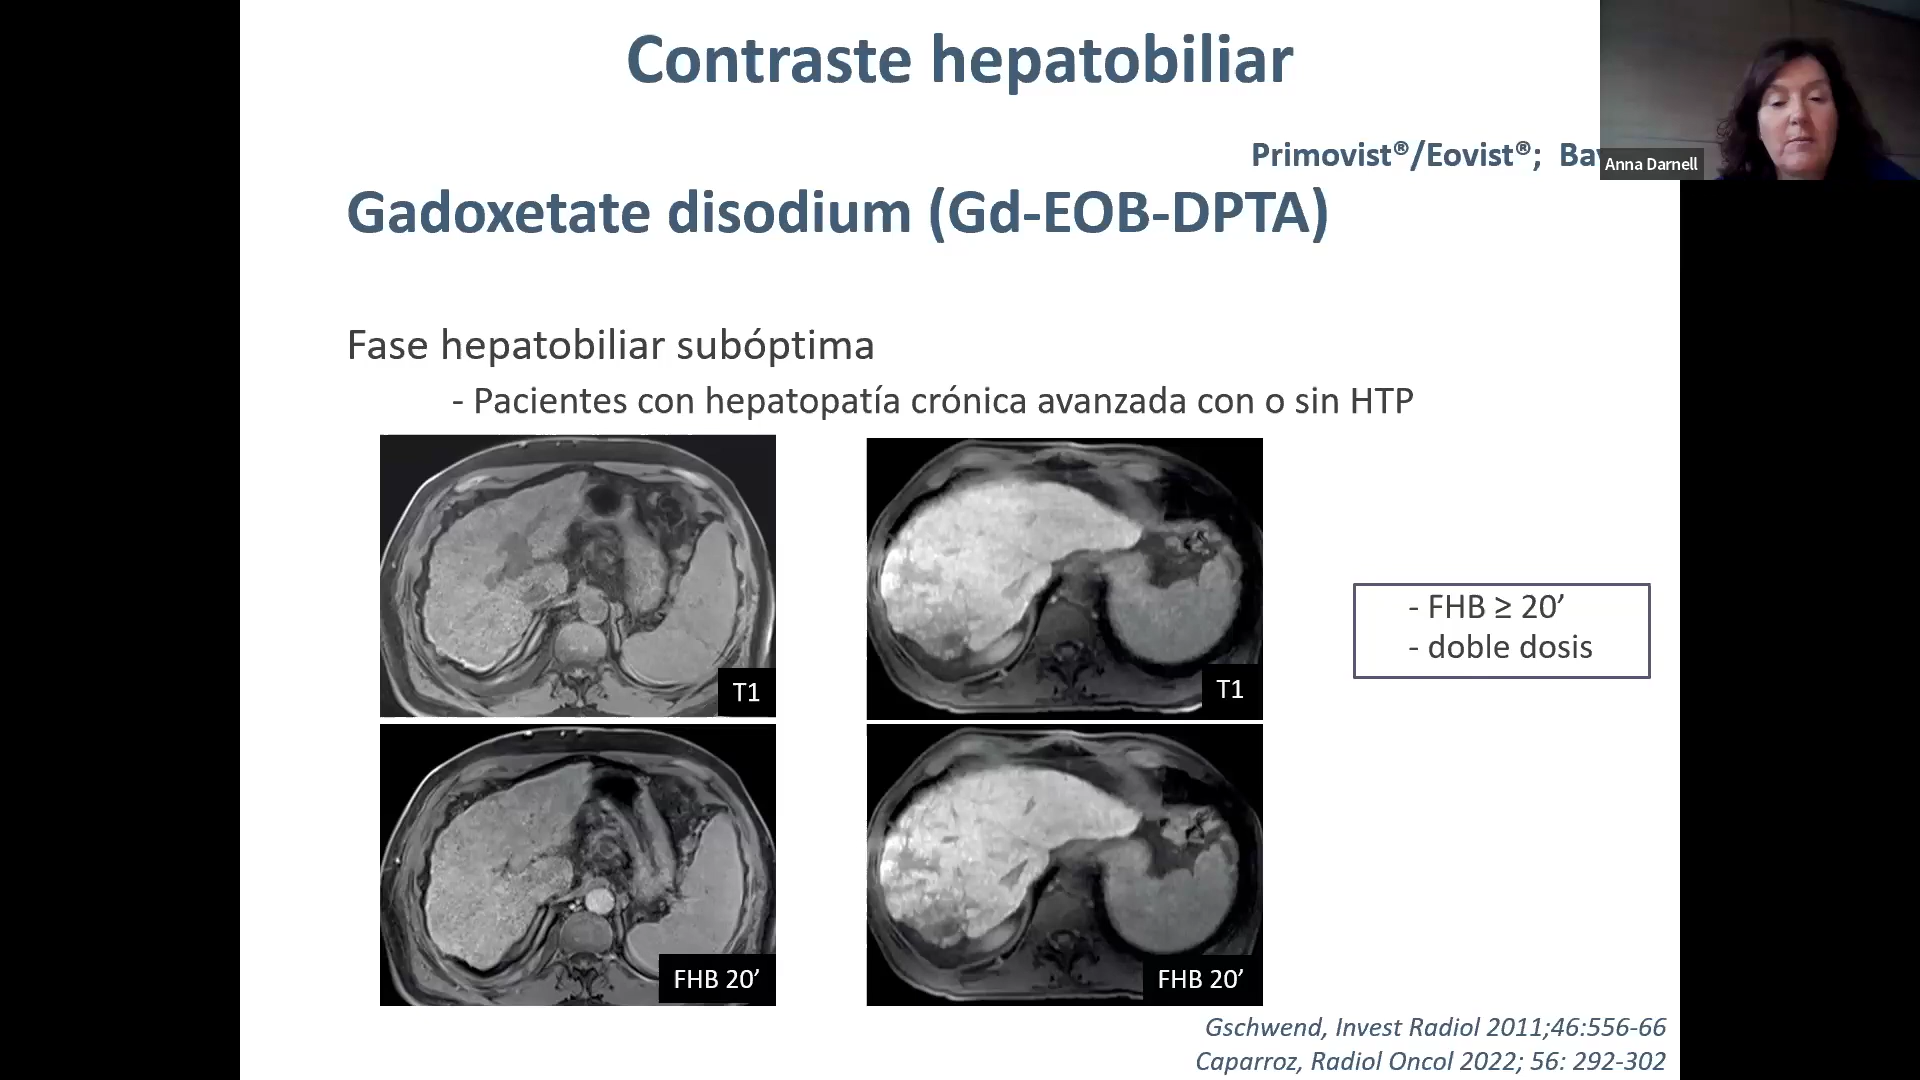 Contraste hepatobiliar
Primovist®/Eovist®; Ba
Anna Darnell
Gadoxetate disodium (Gd-EOB-DPTA)
Fase hepatobiliar subóptima
- Pacientes con hepatopatía crónica avanzada con o sin HTP
T1
T1
- FHB ≥ 20’
- doble dosis
FHB 20’
FHB 20’
Gschwend, Invest Radiol 2011;46:556-66
Caparroz, Radiol Oncol 2022; 56: 292-302